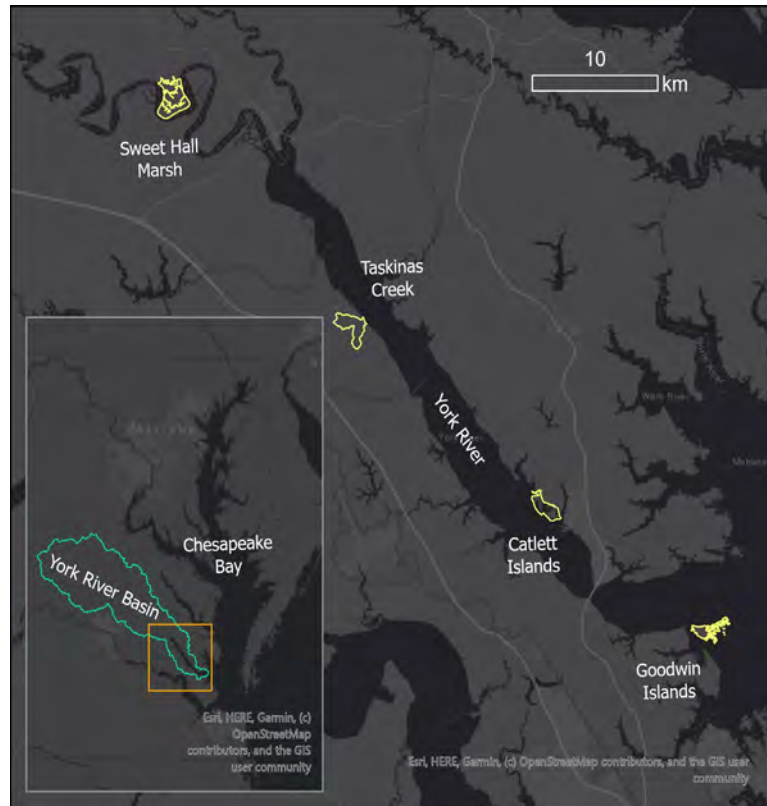 10
km
Sweet Hall
Marsh
Taskinas
Creek
York River
Catlett
Islands
Goodwin
Islands
Chesapeake
Bay
York River Basin
Esri, HERE, Garmin, (c)
OpenStreetMap
contributors, and the GIS
user community
Esri, HERE, Garmin, (c) OpenStreetMap contributors, and the GIS user
community